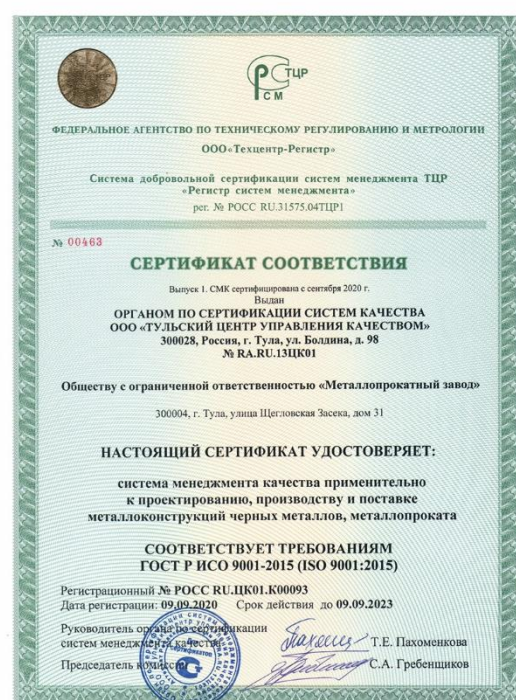 РС ТЦР
СМ
ФЕДЕРАЛЬНОЕ АГЕНТСТВО ПО ТЕХНИЧЕСКОМУ РЕГУЛИРОВАНИЮ И МЕТРОЛОГИИ
ООО«Техцентр-Регистр»
Система добровольной сертификации систем менеджмента ТЦР
«Регистр систем менеджмента»
рег. № РОСС RU.31575.04ТЦР1
№ 00463
СЕРТИФИКАТ СООТВЕТСТВИЯ
Выпуск 1. СМК сертифицирована с сентября 2020 г.
Выдан
ОРГАНОМ ПО СЕРТИФИКАЦИИ СИСТЕМ КАЧЕСТВА
ООО «ТУЛЬСКИЙ ЦЕНТР УПРАВЛЕНИЯ КАЧЕСТВОМ»
300028, Россия, г. Тула, ул. Болдина, д. 98
№ RA.RU.13ЦК01
Обществу с ограниченной ответственностью «Металлопрокатный завод»
300004, г. Тула, улица Щегловская Засека, дом 31
НАСТОЯЩИЙ СЕРТИФИКАТ УДОСТОВЕРЯЕТ:
система менеджмента качества применительно
к проектированию, производству и поставке
металлоконструкций черных металлов, металлопроката
СООТВЕТСТВУЕТ ТРЕБОВАНИЯМ
ГОСТ Р ИСО 9001-2015 (ISO 9001:2015)
Регистрационный № РОСС RU.ЦК01.К00093
Дата регистрации: 09.09.2020 Срок действия до 09.09.2023
Руководитель органа по сертификации
систем менеджмента качества Т.Е. Пахоменкова
Председатель комиссии С.А. Гребенщиков